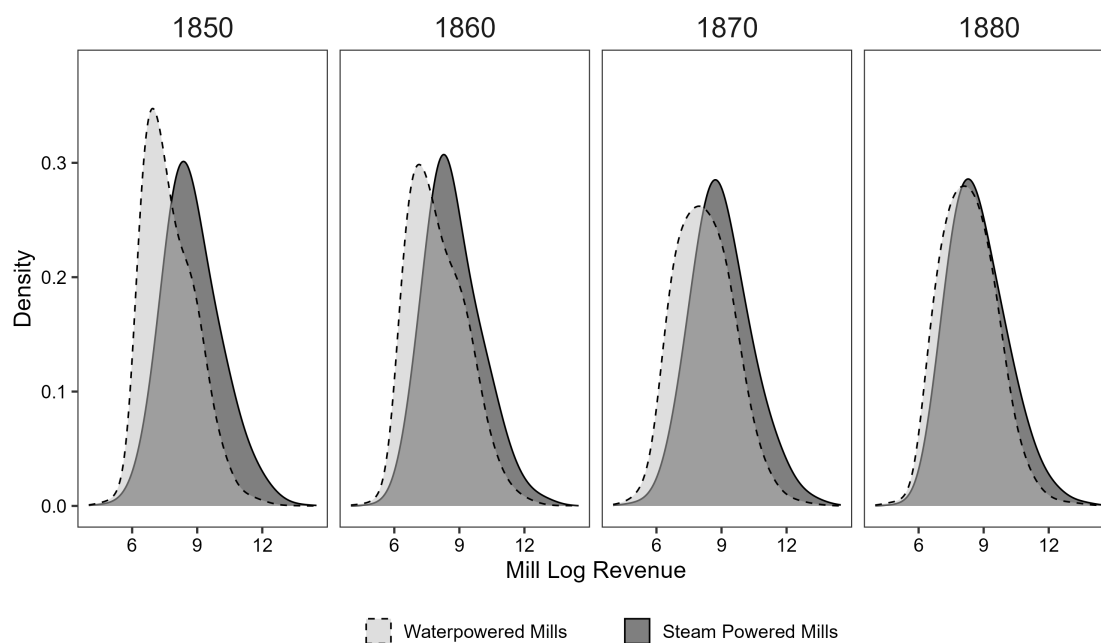 1850 1860 1870 1880
Density
0.3
0.2
0.1
0.0
6 9 12 6 9 12 6 9 12 6 9 12
Mill Log Revenue
Waterpowered Mills Steam Powered Mills